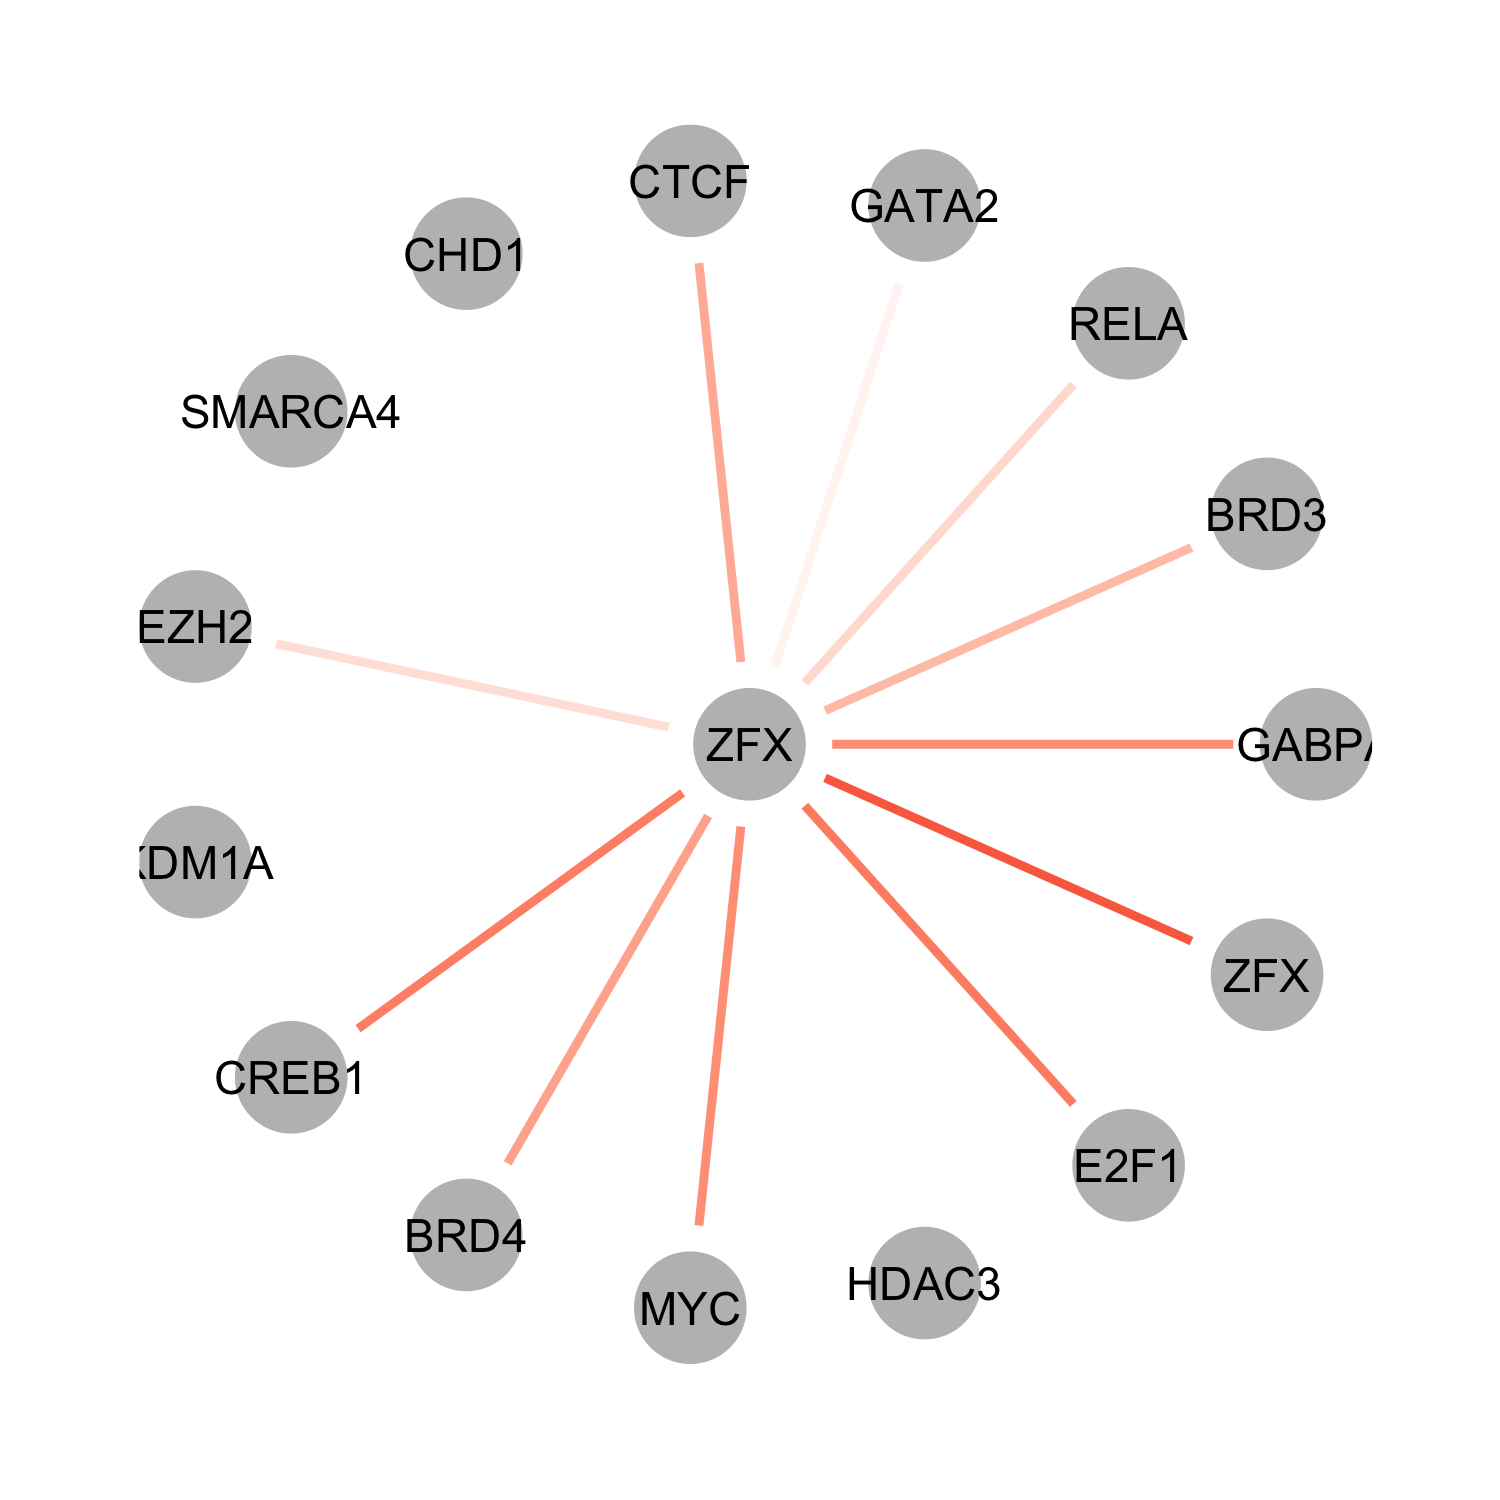 CTCF
GATA2
CHD1
RELA
SMARCA4
BRD3
EZH2
ZFX
GABPA
KDM1A
ZFX
CREB1
E2F1
BRD4
HDAC3
MYC